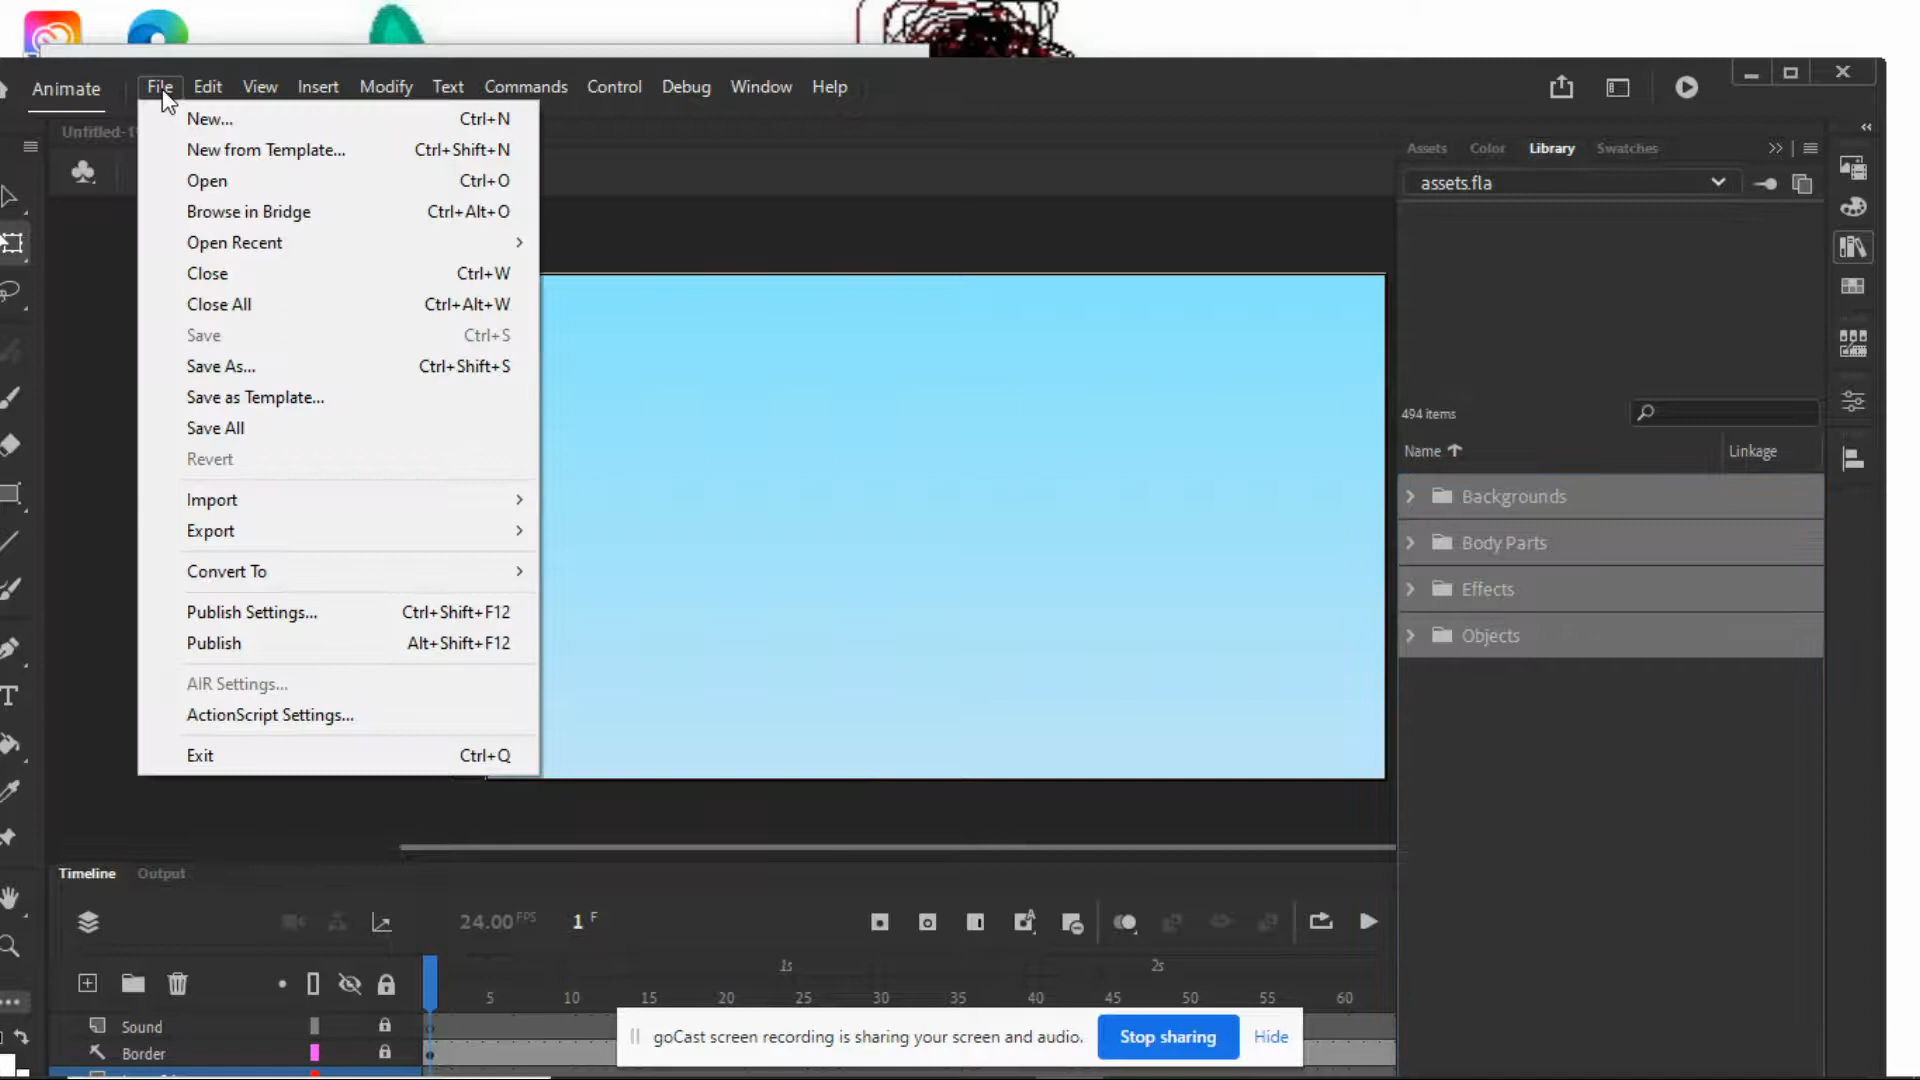 Animate
File Edit View Insert Modify Text Commands Control Debug Window Help
Untitled-1
New... Ctrl+N
New from Template... Ctrl+Shift+N
Open Ctrl+O
Browse in Bridge Ctrl+Alt+O
Open Recent
Close Ctrl+W
Close All Ctrl+Alt+W
Save Ctrl+S
Save As... Ctrl+Shift+S
Save as Template...
Save All
Revert
Import
Export
Convert To
Publish Settings... Ctrl+Shift+F12
Publish Alt+Shift+F12
AIR Settings...
ActionScript Settings...
Exit Ctrl+Q
Assets Color Library Swatches
assets.fla
494 items
Name Linkage
Backgrounds
Body Parts
Effects
Objects
Timeline Output
24.00 FPS 1 F
1s 2s
5 10 15 20 25 30 35 40 45 50 55 60
Sound
Border
goCast screen recording is sharing your screen and audio. Stop sharing Hide